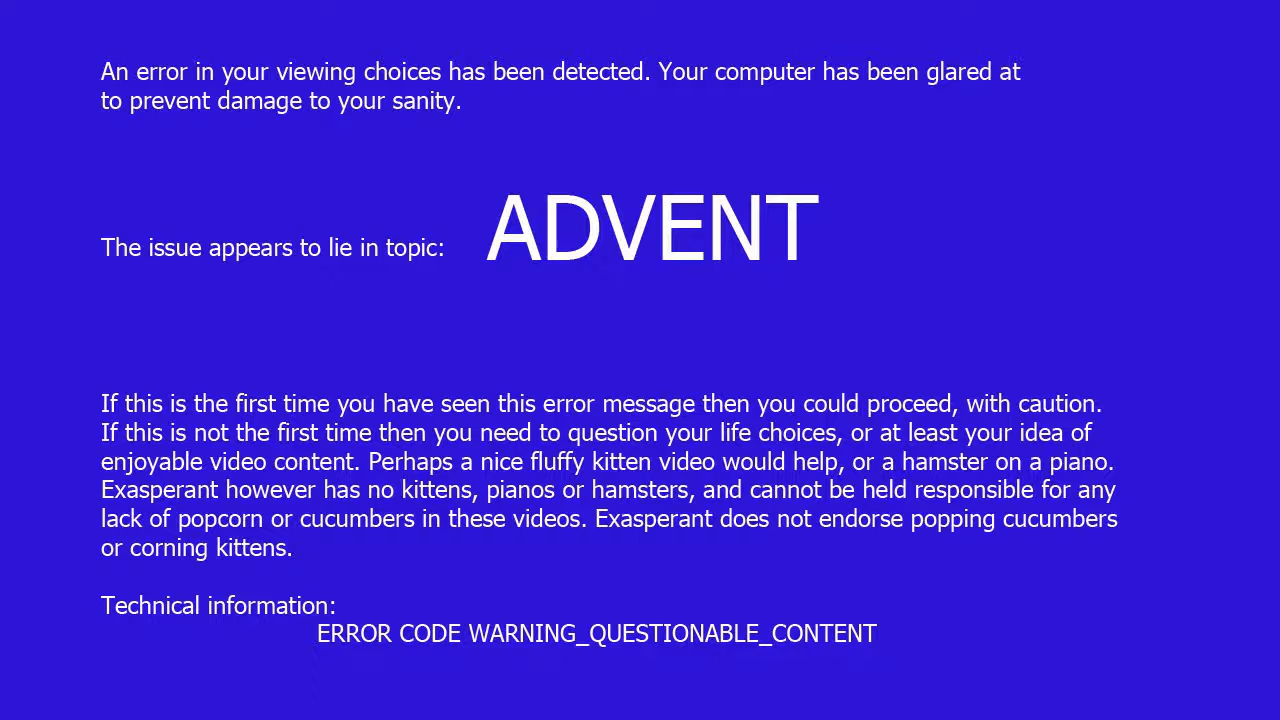 An error in your viewing choices has been detected. Your computer has been glared at
to prevent damage to your sanity.
The issue appears to lie in topic: ADVENT
If this is the first time you have seen this error message then you could proceed, with caution.
If this is not the first time then you need to question your life choices, or at least your idea of
enjoyable video content. Perhaps a nice fluffy kitten video would help, or a hamster on a piano.
Exasperant however has no kittens, pianos or hamsters, and cannot be held responsible for any
lack of popcorn or cucumbers in these videos. Exasperant does not endorse popping cucumbers
or corning kittens.
Technical information:
ERROR CODE WARNING_QUESTIONABLE_CONTENT